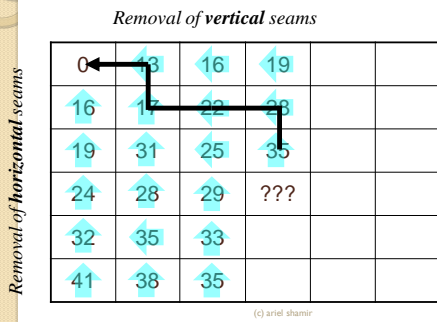 Removal of vertical seams
Removal of horizontal seams
0 13 16 19
16 17 22 28
19 31 25 35
24 28 29 ???
32 35 33
41 38 35
(c) ariel shamir